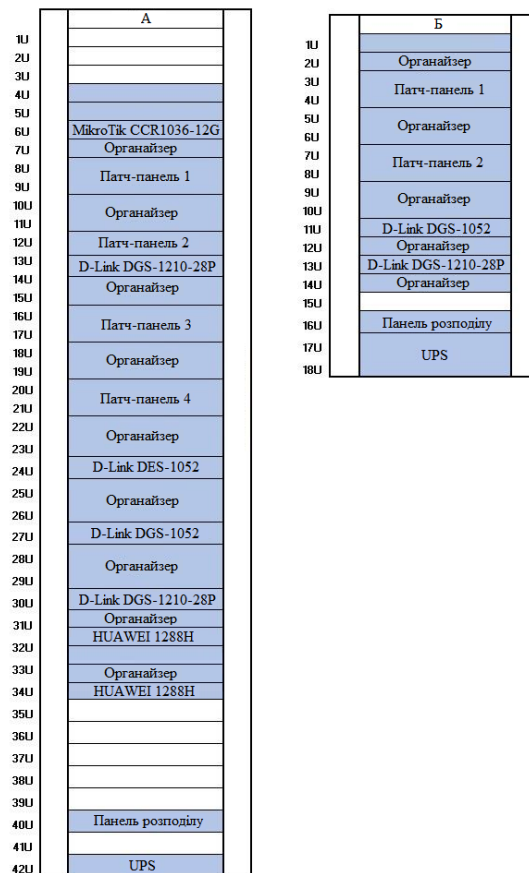 А
1U
2U
3U
4U
5U
6U MikroTik CCR1036-12G
7U Органайзер
8U
Патч-панель 1
9U
10U
Органайзер
11U
12U Патч-панель 2
13U D-Link DGS-1210-28P
14U
Органайзер
15U
16U
Патч-панель 3
17U
18U
Органайзер
19U
20U
Патч-панель 4
21U
22U
Органайзер
23U
24U D-Link DES-1052
25U
Органайзер
26U
27U D-Link DGS-1052
28U
Органайзер
29U
30U D-Link DGS-1210-28P
31U Органайзер
HUAWEI 1288H
32U
33U Органайзер
34U HUAWEI 1288H
35U
36U
37U
38U
39U
40U Панель розподілу
41U
42U UPS
Б
1U
2U Органайзер
3U
Патч-панель 1
4U
5U
Органайзер
6U
7U
Патч-панель 2
8U
9U
Органайзер
10U
11U D-Link DGS-1052
12U Органайзер
13U D-Link DGS-1210-28P
14U Органайзер
15U
16U Панель розподілу
17U
UPS
18U